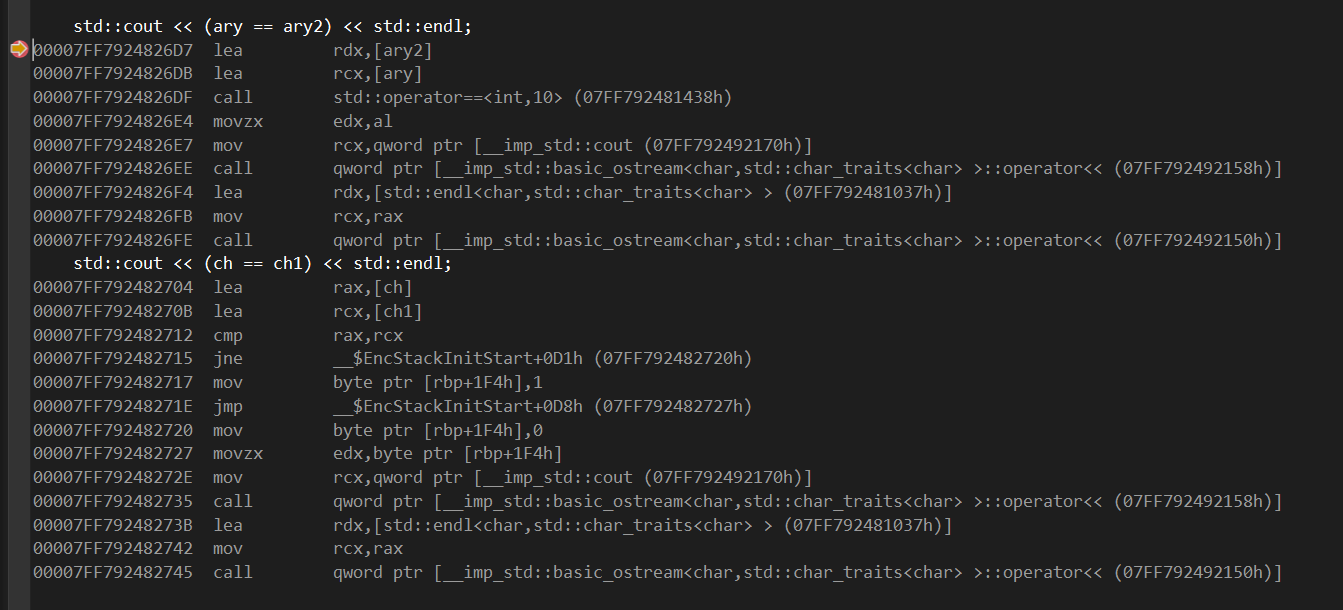 std::cout << (ary == ary2) << std::endl;
00007FF7924826D7 lea rdx,[ary2]
00007FF7924826DB lea rcx,[ary]
00007FF7924826DF call std::operator==<int,10> (07FF792481438h)
00007FF7924826E4 movzx edx,al
00007FF7924826E7 mov rcx,qword ptr [__imp_std::cout (07FF792492170h)]
00007FF7924826EE call qword ptr [__imp_std::basic_ostream<char,std::char_traits<char> >::operator<< (07FF792492158h)]
00007FF7924826F4 lea rdx,[std::endl<char,std::char_traits<char> > (07FF792481037h)]
00007FF7924826FB mov rcx,rax
00007FF7924826FE call qword ptr [__imp_std::basic_ostream<char,std::char_traits<char> >::operator<< (07FF792492150h)]
std::cout << (ch == ch1) << std::endl;
00007FF792482704 lea rax,[ch]
00007FF79248270B lea rcx,[ch1]
00007FF792482712 cmp rax,rcx
00007FF792482715 jne __$EncStackInitStart+0D1h (07FF792482720h)
00007FF792482717 mov byte ptr [rbp+1F4h],1
00007FF79248271E jmp __$EncStackInitStart+0D8h (07FF792482727h)
00007FF792482720 mov byte ptr [rbp+1F4h],0
00007FF792482727 movzx edx,byte ptr [rbp+1F4h]
00007FF79248272E mov rcx,qword ptr [__imp_std::cout (07FF792492170h)]
00007FF792482735 call qword ptr [__imp_std::basic_ostream<char,std::char_traits<char> >::operator<< (07FF792492158h)]
00007FF79248273B lea rdx,[std::endl<char,std::char_traits<char> > (07FF792481037h)]
00007FF792482742 mov rcx,rax
00007FF792482745 call qword ptr [__imp_std::basic_ostream<char,std::char_traits<char> >::operator<< (07FF792492150h)]